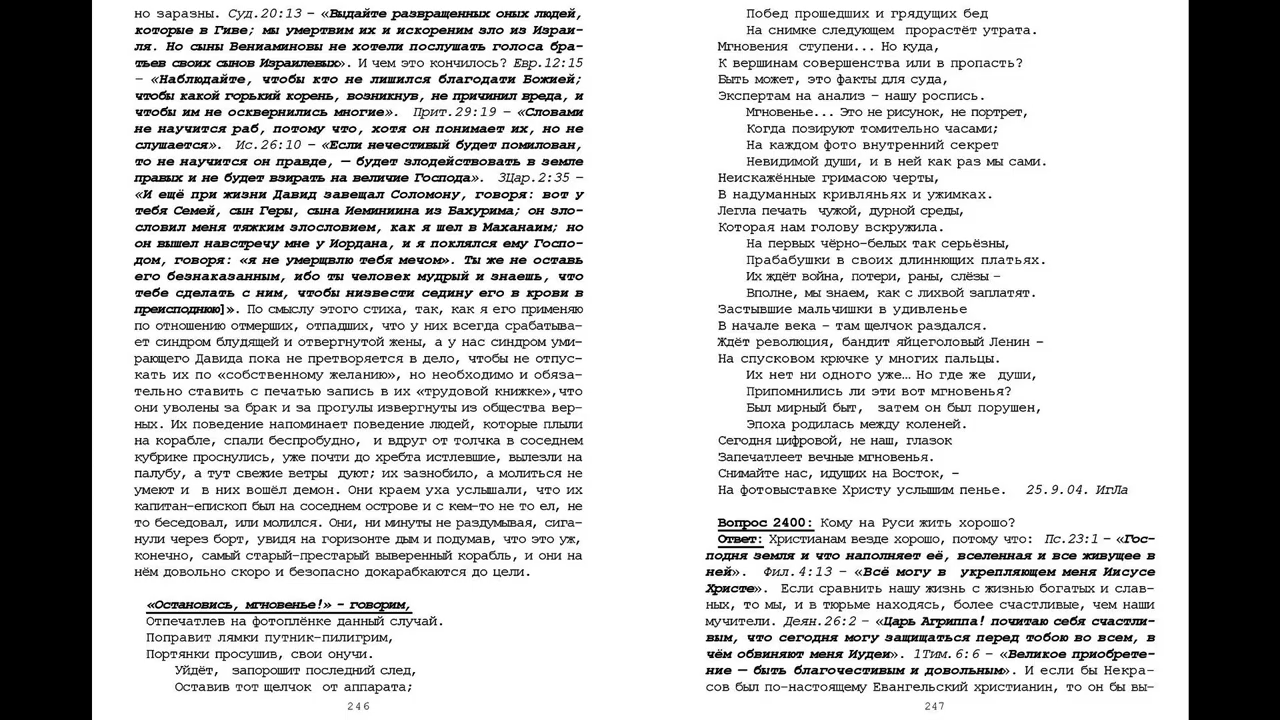 но заразны. Суд.20:13 – «Выдайте развращенных оных людей,
которые в Гиве; мы умертвим их и искореним зло из Израи-
ля. Но сыны Вениаминовы не хотели послушать голоса бра-
тьев своих сынов Израилевых». И чем это кончилось? Евр.12:15
– «Наблюдайте, чтобы кто не лишился благодати Божией;
чтобы какой горький корень, возникнув, не причинил вреда, и
чтобы им не осквернились многие». Прит.29:19 – «Словами
не научится раб, потому что, хотя он понимает их, но не
слушается». Ис.26:10 – «Если нечестивый будет помилован,
то не научится он правде, — будет злодействовать в земле
правых и не будет взирать на величие Господа». 3Цар.2:35 –
«И ещё при жизни Давид завещал Соломону, говоря: вот у
тебя Семей, сын Геры, сына Иеминиина из Бахурима; он зло-
словил меня тяжким злословием, как я шел в Маханаим; но
он вышел навстречу мне у Иордана, и я поклялся ему Госпо-
дом, говоря: «я не умерщвлю тебя мечом». Ты же не оставь
его безнаказанным, ибо ты человек мудрый и знаешь, что
тебе сделать с ним, чтобы низвести седину его в крови в
преисподнюю]». По смыслу этого стиха, так, как я его применяю
по отношению отмерших, отпадших, что у них всегда срабатыва-
ет синдром блудящей и отвергнутой жены, а у нас синдром уми-
рающего Давида пока не претворяется в дело, чтобы не отпус-
кать их по «собственному желанию», но необходимо и обяза-
тельно ставить с печатью запись в их «трудовой книжке»,что
они уволены за брак и за прогулы извергнуты из общества вер-
ных. Их поведение напоминает поведение людей, которые плыли
на корабле, спали беспробудно, и вдруг от толчка в соседнем
кубрике проснулись, уже почти до хребта истлевшие, вылезли на
палубу, а тут свежие ветры дуют; их зазнобило, а молиться не
умеют и в них вошёл демон. Они краем уха услышали, что их
капитан-епископ был на соседнем острове и с кем-то не то ел, не
то беседовал, или молился. Они, ни минуты не раздумывая, сига-
нули через борт, увидя на горизонте дым и подумав, что это уж,
конечно, самый старый-престарый выверенный корабль, и они на
нём довольно скоро и безопасно докарабкаются до цели.
«Остановись, мгновенье!» - говорим,
Отпечатлев на фотоплёнке данный случай.
Поправит лямки путник-пилигрим,
Портянки просушив, свои онучи.
Уйдёт, запорошит последний след,
Оставив тот щелчок от аппарата;
246
Побед прошедших и грядущих бед
На снимке следующем прорастёт утрата.
Мгновения ступени... Но куда,
К вершинам совершенства или в пропасть?
Быть может, это факты для суда,
Экспертам на анализ – нашу роспись.
Мгновенье... Это не рисунок, не портрет,
Когда позируют томительно часами;
На каждом фото внутренний секрет
Невидимой души, и в ней как раз мы сами.
Неискажённые гримасою черты,
В надуманных кривляньях и ужимках.
Легла печать чужой, дурной среды,
Которая нам голову вскружила.
На первых чёрно-белых так серьёзны,
Прабабушки в своих длиннющих платьях.
Их ждёт война, потери, раны, слёзы –
Вполне, мы знаем, как с лихвой заплатят.
Застывшие мальчишки в удивленье
В начале века – там щелчок раздался.
Ждёт революция, бандит яйцеголовый Ленин –
На спусковом крючке у многих пальцы.
Их нет ни одного уже… Но где же души,
Припомнились ли эти вот мгновенья?
Был мирный быт, затем он был порушен,
Эпоха родилась между коленей.
Сегодня цифровой, не наш, глазок
Запечатлеет вечные мгновенья.
Снимайте нас, идущих на Восток, –
На фотовыставке Христу услышим пенье. 25.9.04. ИгЛа
Вопрос 2400: Кому на Руси жить хорошо?
Ответ: Христианам везде хорошо, потому что: Пс.23:1 – «Гос-
подня земля и что наполняет её, вселенная и все живущее в
ней». Фил.4:13 – «Всё могу в укрепляющем меня Иисусе
Христе». Если сравнить нашу жизнь с жизнью богатых и слав-
ных, то мы, и в тюрьме находясь, более счастливые, чем наши
мучители. Деян.26:2 – «Царь Агриппа! почитаю себя счастли-
вым, что сегодня могу защищаться перед тобою во всем, в
чём обвиняют меня Иудеи». 1Тим.6:6 – «Великое приобрете-
ние — быть благочестивым и довольным». И если бы Некра-
сов был по-настоящему Евангельский христианин, то он бы вы-
247